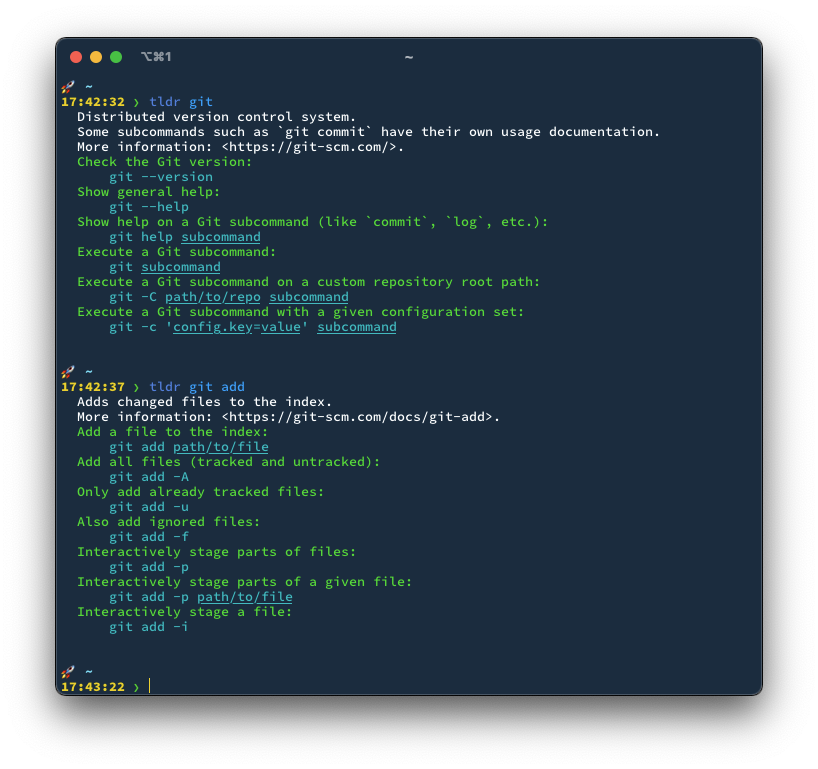 ⌥⌘1
~
🚀 ~
17:42:32 ❯ tldr git
Distributed version control system.
Some subcommands such as `git commit` have their own usage documentation.
More information: <https://git-scm.com/>.
Check the Git version:
git --version
Show general help:
git --help
Show help on a Git subcommand (like `commit`, `log`, etc.):
git help subcommand
Execute a Git subcommand:
git subcommand
Execute a Git subcommand on a custom repository root path:
git -C path/to/repo subcommand
Execute a Git subcommand with a given configuration set:
git -c 'config.key=value' subcommand
🚀 ~
17:42:37 ❯ tldr git add
Adds changed files to the index.
More information: <https://git-scm.com/docs/git-add>.
Add a file to the index:
git add path/to/file
Add all files (tracked and untracked):
git add -A
Only add already tracked files:
git add -u
Also add ignored files:
git add -f
Interactively stage parts of files:
git add -p
Interactively stage parts of a given file:
git add -p path/to/file
Interactively stage a file:
git add -i
🚀 ~
17:43:22 ❯